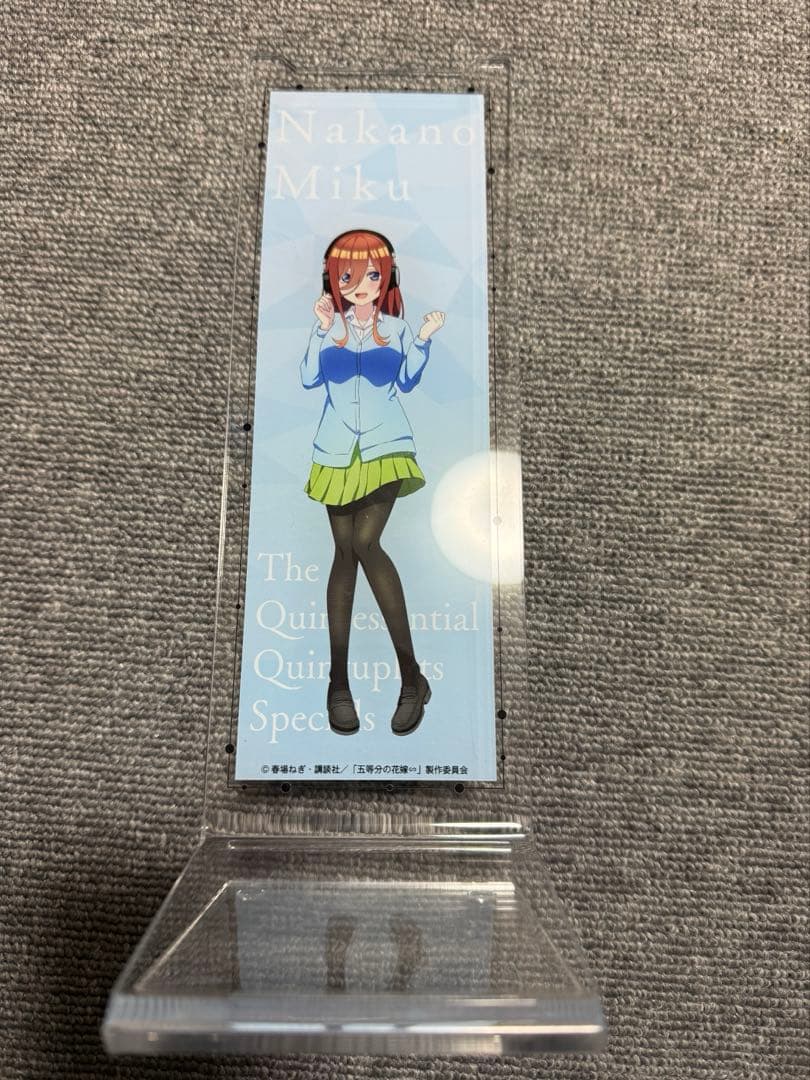 Nakano
Miku
The
Quintessential
Quintuplets
Specials
©春場ねぎ・講談社／「五等分の花嫁∽」製作委員会